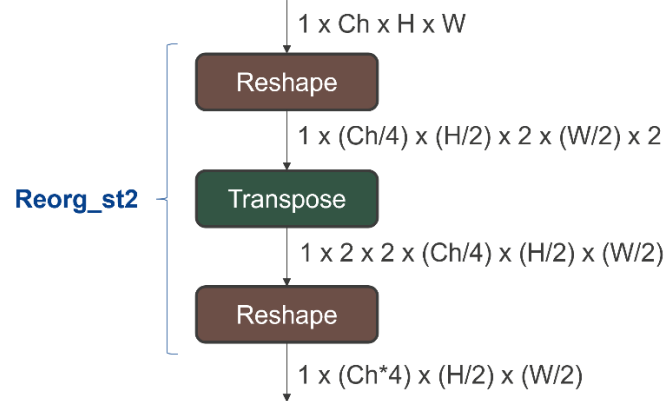 1 x Ch x H x W
Reshape
1 x (Ch/4) x (H/2) x 2 x (W/2) x 2
Reorg_st2
Transpose
1 x 2 x 2 x (Ch/4) x (H/2) x (W/2)
Reshape
1 x (Ch*4) x (H/2) x (W/2)